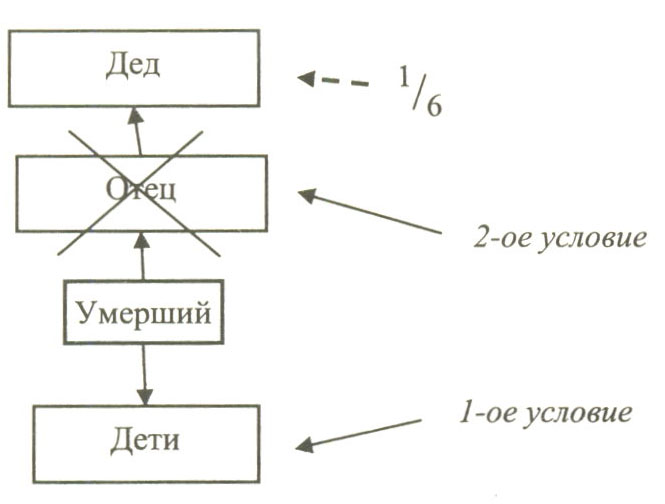 Дед
1/6
Отец
2-ое условие
Умерший
1-ое условие
Дети